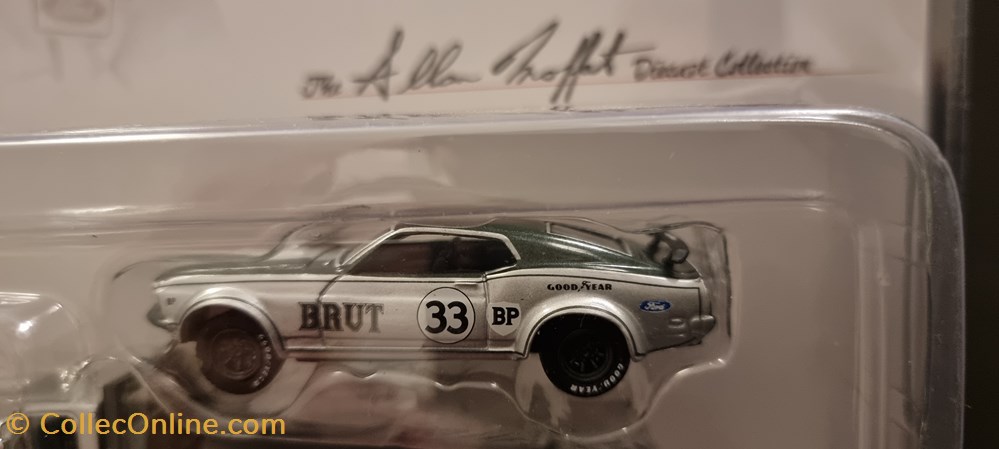 The Allan Moffat Diecast Collection
GOOD YEAR
BRUT 33 BP
Ford
GOOD YEAR
© CollecOnline.com